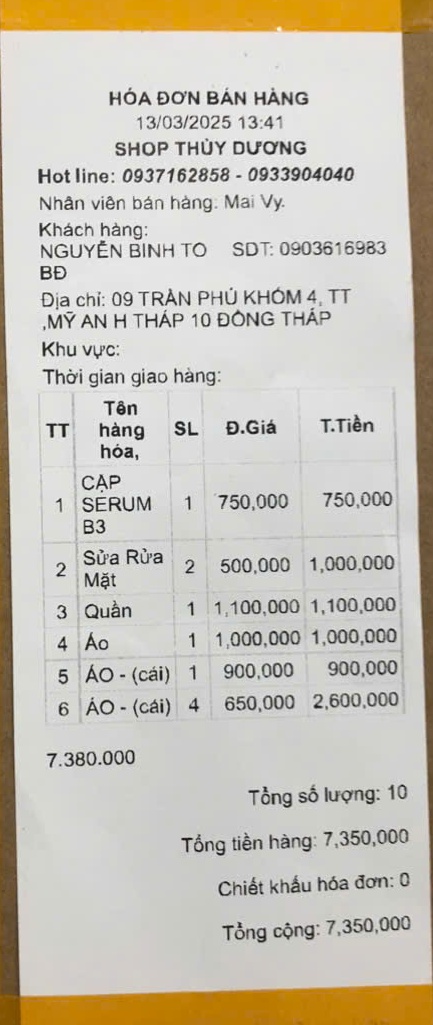 HÓA ĐƠN BÁN HÀNG
13/03/2025 13:41
SHOP THÙY DƯƠNG
Hot line: 0937162858 - 0933904040
Nhân viên bán hàng: Mai Vy.
Khách hàng:
NGUYỄN BINH TO SDT: 0903616983
BĐ
Địa chỉ: 09 TRẦN PHÚ KHÓM 4, TT
,MỸ AN H THÁP 10 ĐỒNG THÁP
Khu vực:
Thời gian giao hàng:
TT Tên hàng hóa, SL Đ.Giá T.Tiền
1 CẶP SERUM B3 1 750,000 750,000
2 Sửa Rửa Mặt 2 500,000 1,000,000
3 Quần 1 1,100,000 1,100,000
4 Áo 1 1,000,000 1,000,000
5 ÁO - (cái) 1 900,000 900,000
6 ÁO - (cái) 4 650,000 2,600,000
7.380.000
Tổng số lượng: 10
Tổng tiền hàng: 7,350,000
Chiết khấu hóa đơn: 0
Tổng cộng: 7,350,000